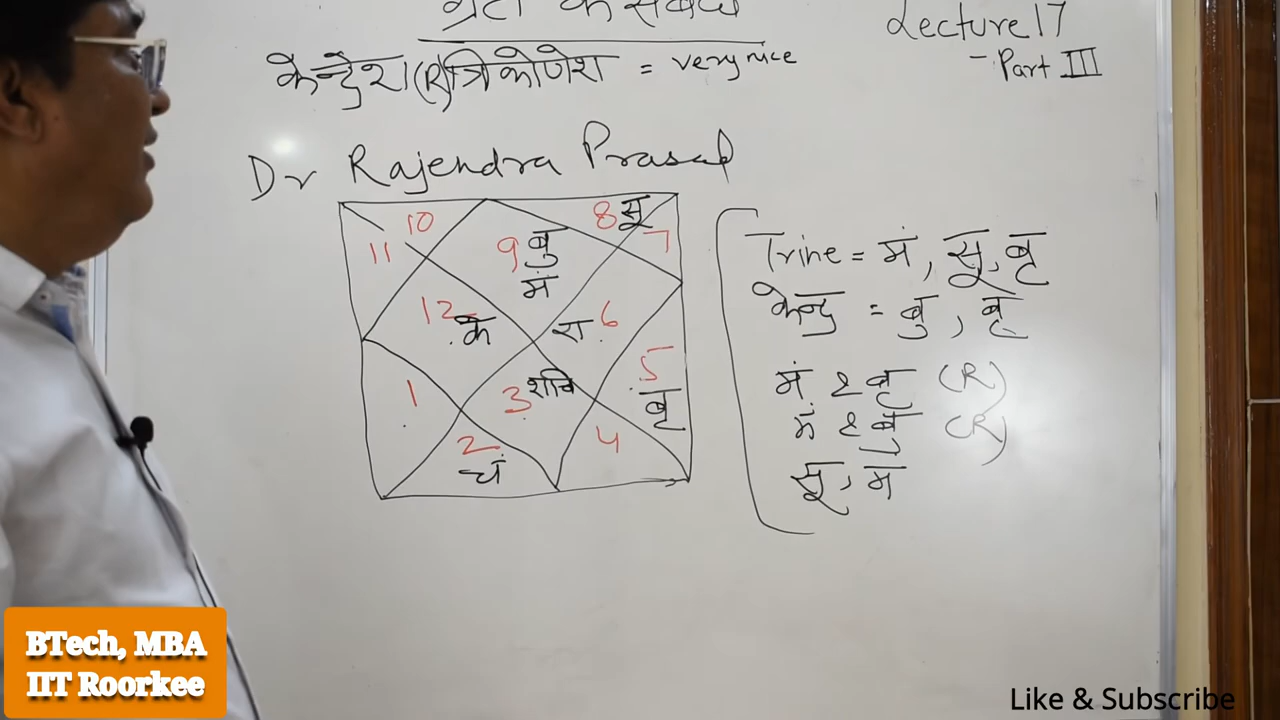 ग्रहों के संबंध
Lecture 17
- Part III
केन्द्रेश (R) त्रिकोणेश = very nice
Dr Rajendra Prasad
10
8 सू
11
9 बु
7
मं
12 के
रा 6
1
3 शनि
5
बृ
2
4
चं
Trine = मं, सू, बृ
केन्द्र = बु, बृ
मं & बृ (R)
मं & बु (R)
सू, मं
BTech, MBA
IIT Roorkee
Like & Subscribe